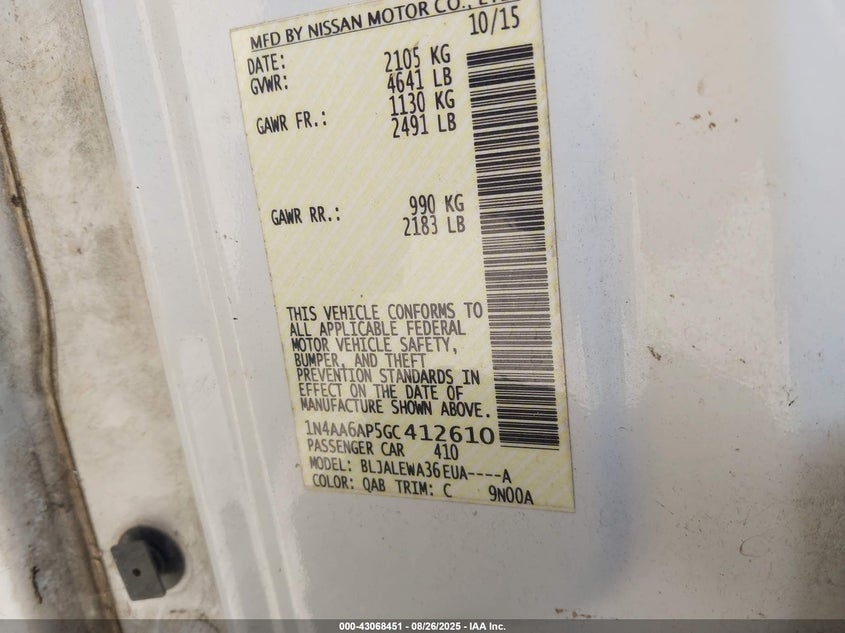 MFD BY NISSAN MOTOR CO.,
DATE: 10/15
GVWR: 2105 KG
4641 LB
GAWR FR.: 1130 KG
2491 LB
GAWR RR.: 990 KG
2183 LB
THIS VEHICLE CONFORMS TO
ALL APPLICABLE FEDERAL
MOTOR VEHICLE SAFETY,
BUMPER, AND THEFT
PREVENTION STANDARDS IN
EFFECT ON THE DATE OF
MANUFACTURE SHOWN ABOVE.
1N4AA6AP5GC412610
PASSENGER CAR 410
MODEL: BLJALEWA36EUA----A
COLOR: QAB TRIM: C 9N00A
000-43068451 - 08/26/2025 - IAA Inc.